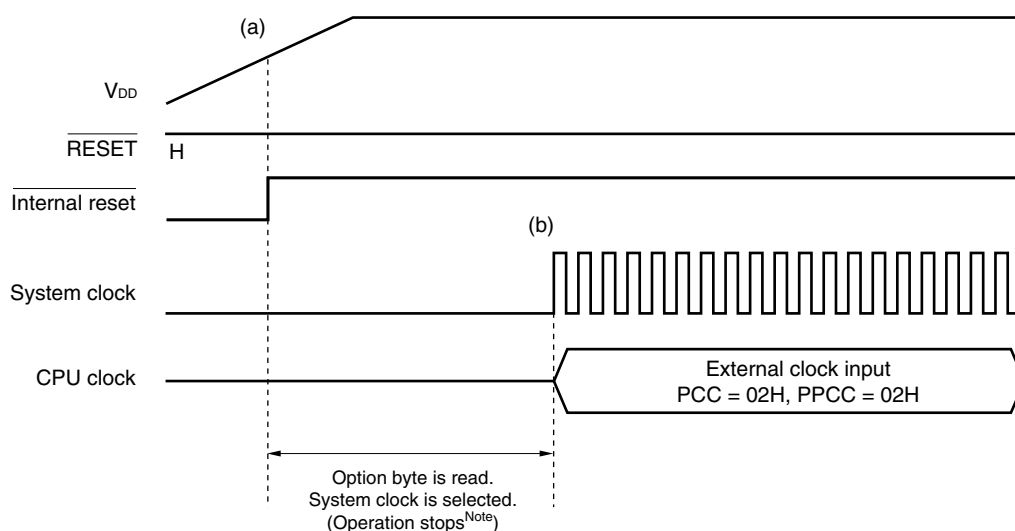 (a)
VDD
RESET
H
Internal reset
(b)
System clock
CPU clock
External clock input
PCC = 02H, PPCC = 02H
Option byte is read.
System clock is selected.
(Operation stopsNote)